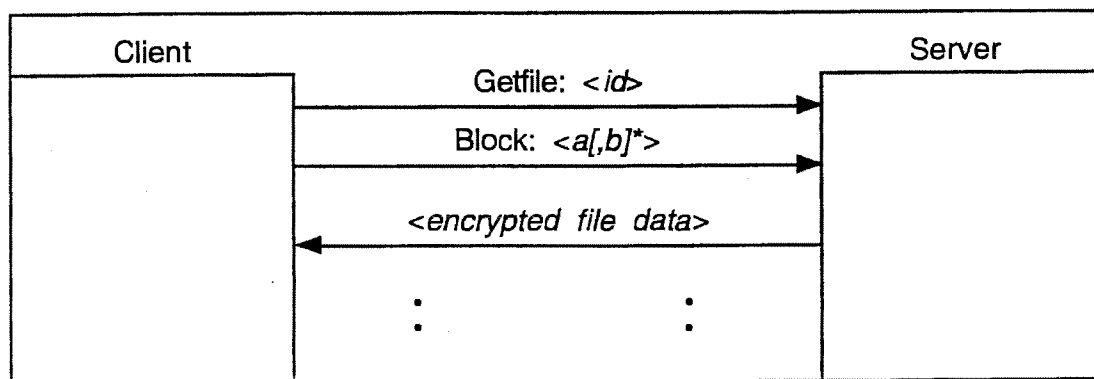 Client
Server
Getfile: <id>
Block: <a[,b]*>
<encrypted file data>